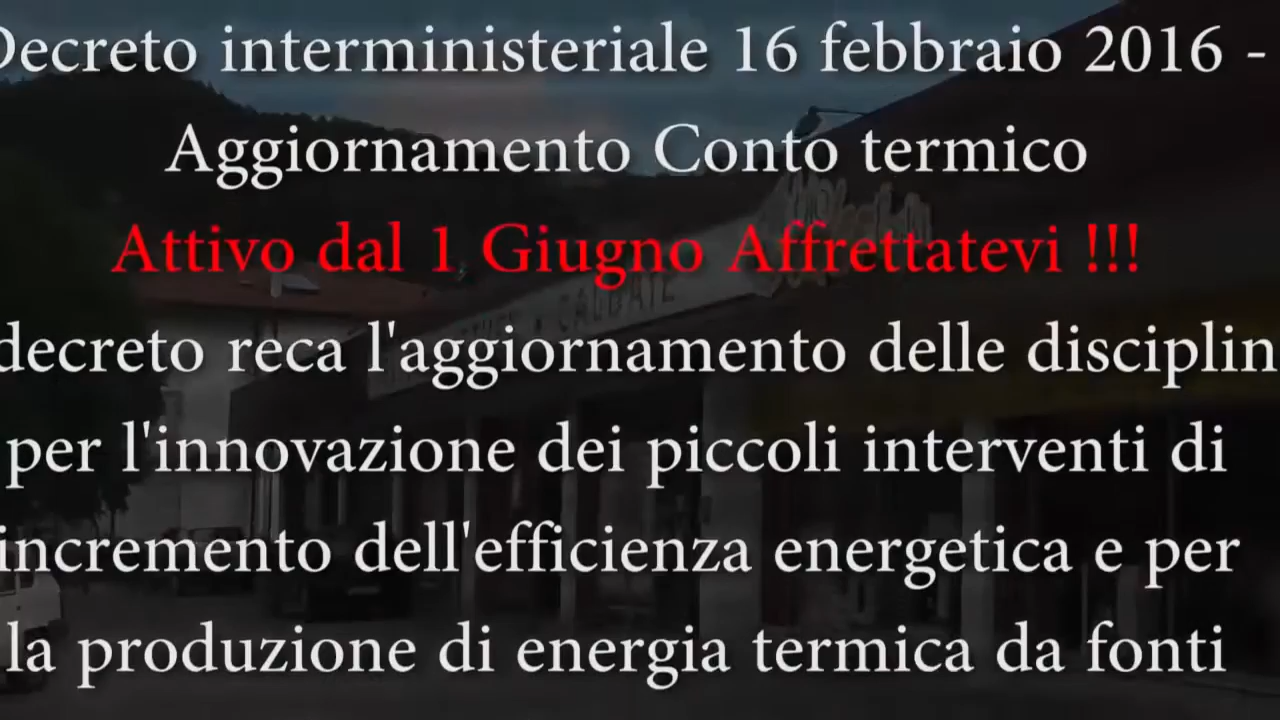 Decreto interministeriale 16 febbraio 2016 -
Aggiornamento Conto termico
Attivo dal 1 Giugno Affrettatevi !!!
decreto reca l'aggiornamento delle disciplin
per l'innovazione dei piccoli interventi di
incremento dell'efficienza energetica e per
la produzione di energia termica da fonti